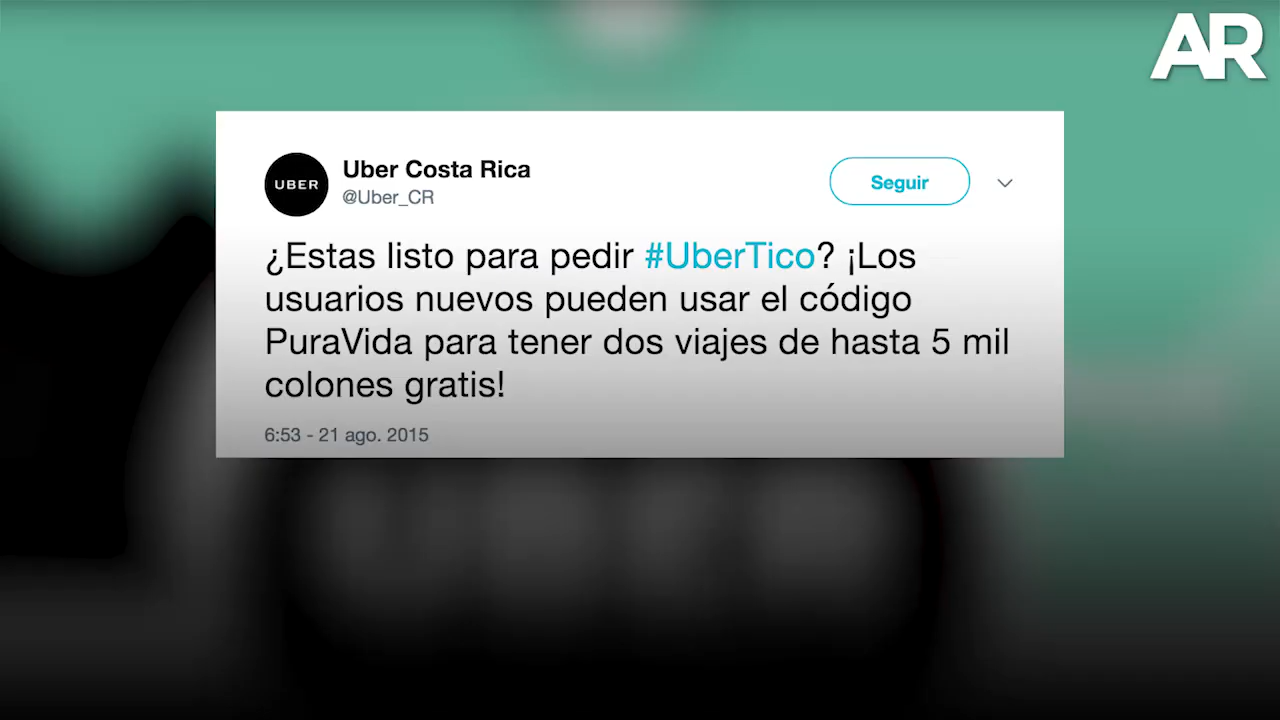 AR
UBER
Uber Costa Rica
@Uber_CR
Seguir
¿Estas listo para pedir #UberTico? ¡Los
usuarios nuevos pueden usar el código
PuraVida para tener dos viajes de hasta 5 mil
colones gratis!
6:53 - 21 ago. 2015